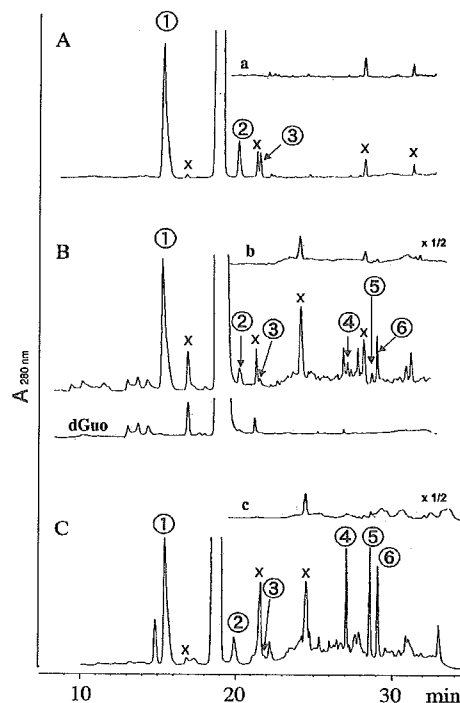 A
①
a
x
②
x
③
x
x
B
①
b
x 1/2
x
②
x
③
x
④
x
⑤
⑥
dGuo
A 280 nm
c
x 1/2
C
①
x
②
x
③
x
④
⑤
⑥
10
20
30
min